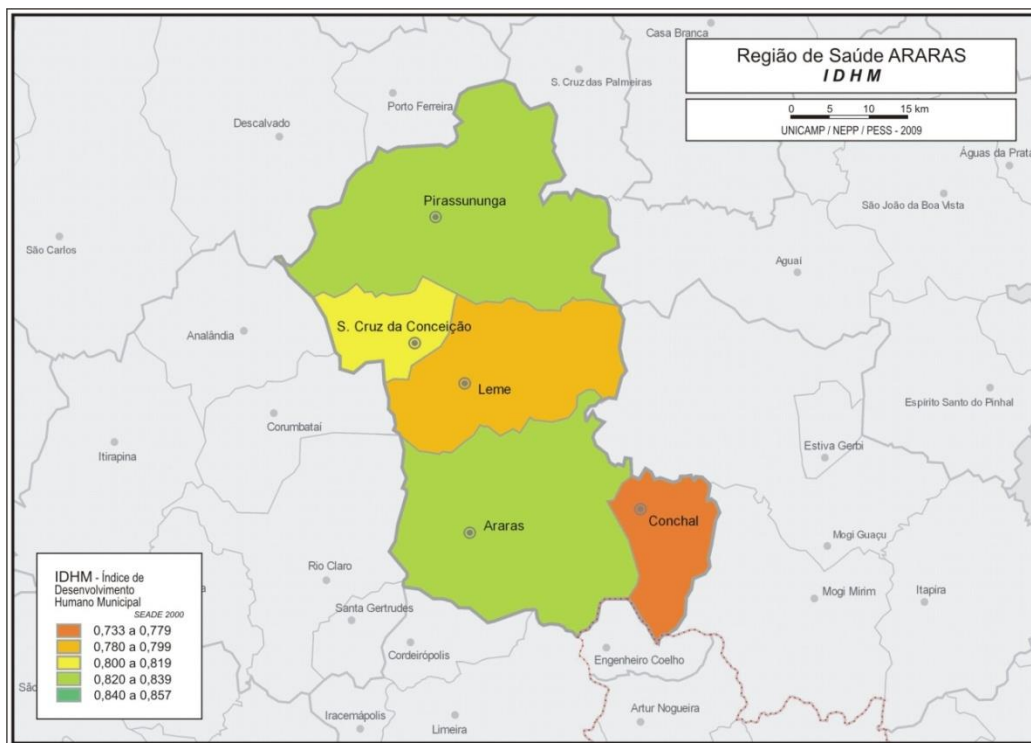 Casa Branca
Região de Saúde ARARAS
IDHM
S. Cruz das Palmeiras
0 5 10 15 km
UNICAMP / NEPP / PESS - 2009
Porto Ferreira
Descalvado
Águas da Prata
Pirassununga
São João da Boa Vista
São Carlos
Aguaí
S. Cruz da Conceição
Analândia
Leme
Espírito Santo do Pinhal
Corumbataí
Itirapina
Estiva Gerbi
Araras
Conchal
Mogi Guaçu
IDHM - Índice de
Desenvolvimento
Humano Municipal
SEADE 2000
0,733 a 0,779
0,780 a 0,799
0,800 a 0,819
0,820 a 0,839
0,840 a 0,857
Rio Claro
Mogi Mirim
Itapira
Santa Gertrudes
Cordeirópolis
Engenheiro Coelho
Iracemápolis
Limeira
Artur Nogueira